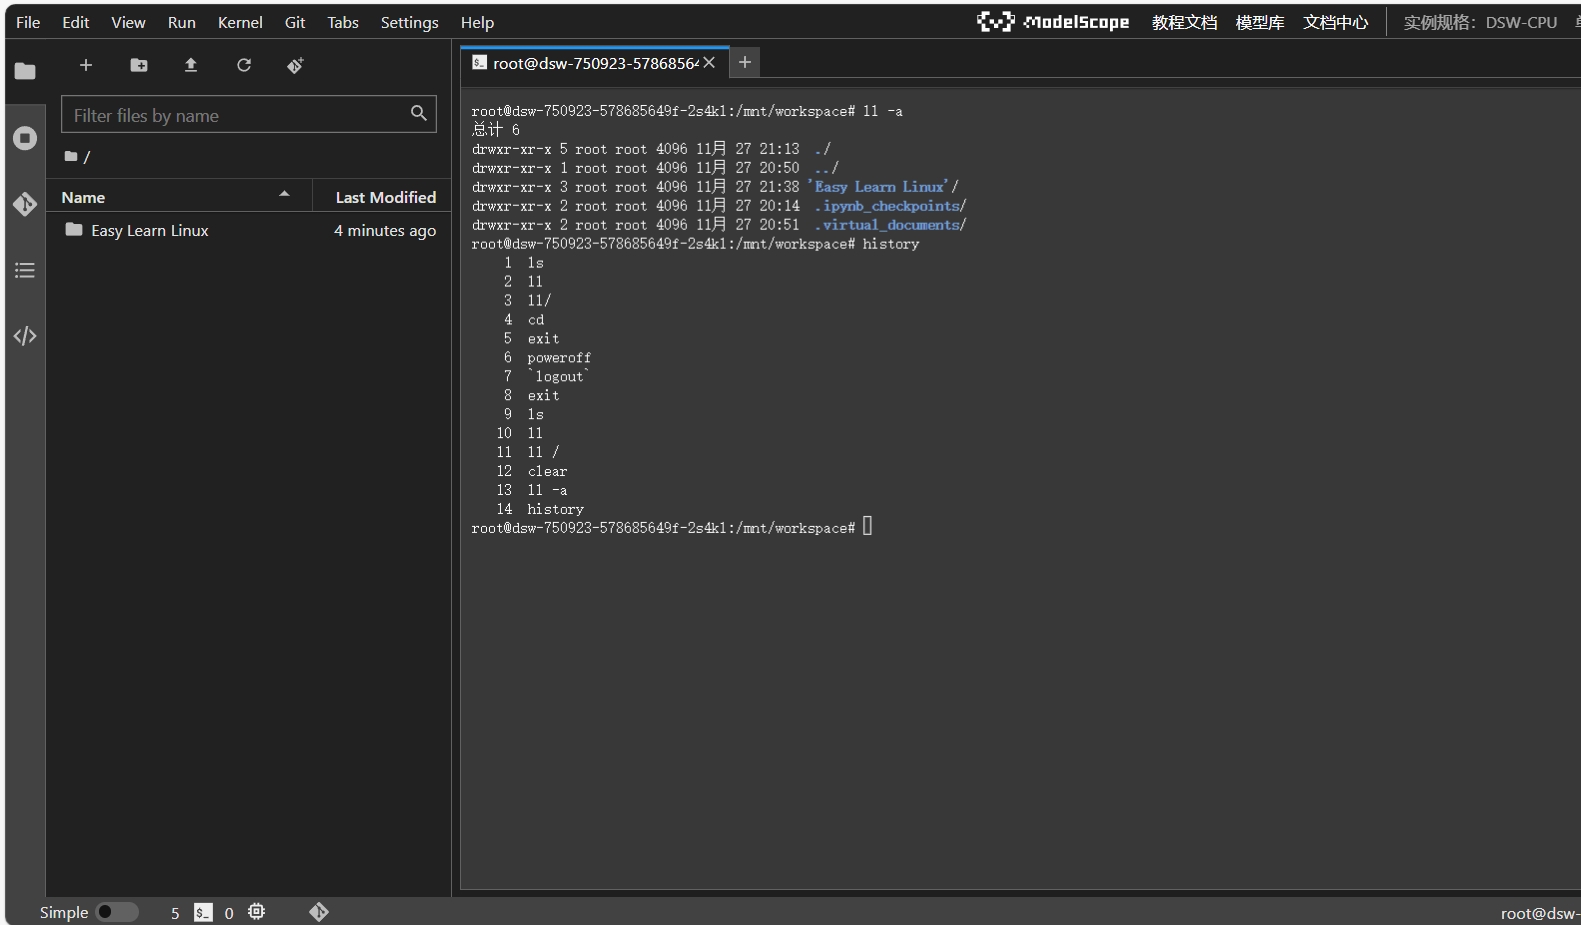 File Edit View Run Kernel Git Tabs Settings Help
ModelScope 教程文档 模型库 文档中心 实例规格: DSW-CPU
Filter files by name
/
Name Last Modified
Easy Learn Linux 4 minutes ago
root@dsw-750923-5786856
root@dsw-750923-578685649f-2s4kl:/mnt/workspace# ll -a
总计 6
drwxr-xr-x 5 root root 4096 11月 27 21:13 ./
drwxr-xr-x 1 root root 4096 11月 27 20:50 ../
drwxr-xr-x 3 root root 4096 11月 27 21:38 'Easy Learn Linux'/
drwxr-xr-x 2 root root 4096 11月 27 20:14 .ipynb_checkpoints/
drwxr-xr-x 2 root root 4096 11月 27 20:51 .virtual_documents/
root@dsw-750923-578685649f-2s4kl:/mnt/workspace# history
1 ls
2 ll
3 ll/
4 cd
5 exit
6 poweroff
7 `logout`
8 exit
9 ls
10 ll
11 ll /
12 clear
13 ll -a
14 history
root@dsw-750923-578685649f-2s4kl:/mnt/workspace#
Simple 5 $_ 0
root@dsw-